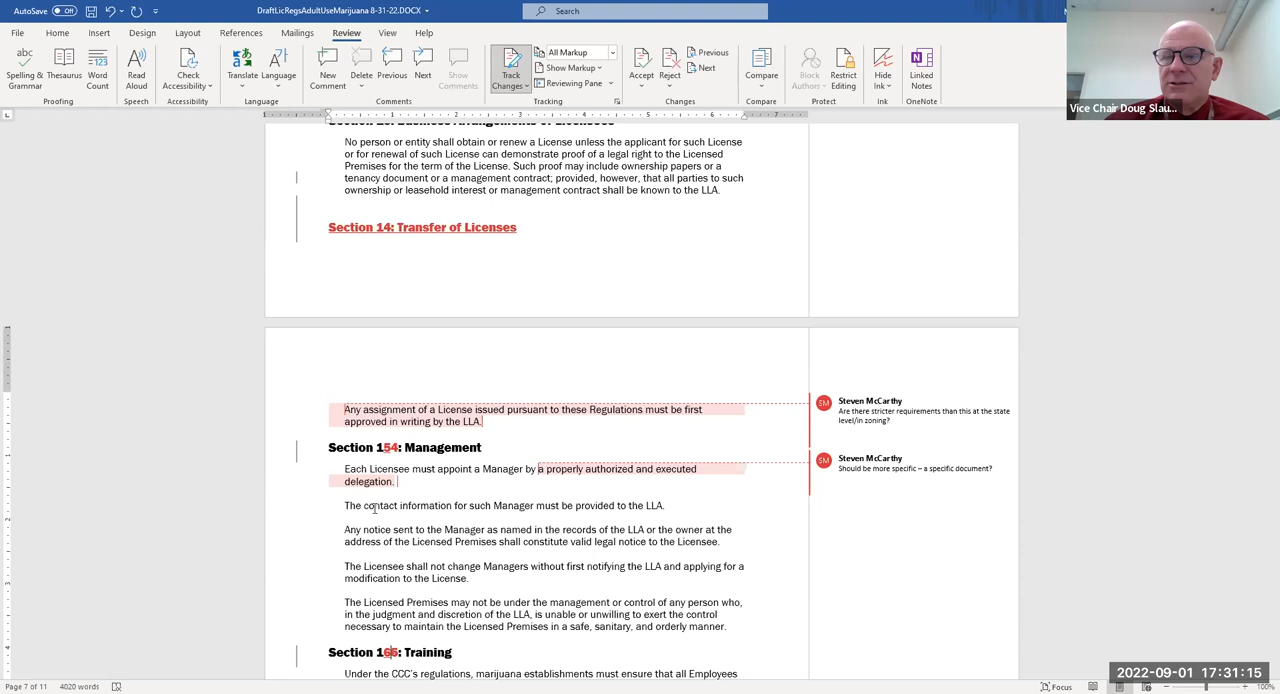 AutoSave Off DraftLicRegsAdultUseMarijuana 8-31-22.DOCX Search
File Home Insert Design Layout References Mailings Review View Help
abc
Spelling & Grammar Thesaurus Word Count Read Aloud Check Accessibility Translate Language New Comment Delete Previous Next Show Comments Track Changes All Markup Show Markup Reviewing Pane Accept Reject Previous Next Compare Block Authors Restrict Editing Hide Ink Linked Notes
Proofing Speech Accessibility Language Comments Tracking Changes Compare Protect Ink OneNote
Vice Chair Doug Slau...
No person or entity shall obtain or renew a License unless the applicant for such License
or for renewal of such License can demonstrate proof of a legal right to the Licensed
Premises for the term of the License. Such proof may include ownership papers or a
tenancy document or a management contract; provided, however, that all parties to such
ownership or leasehold interest or management contract shall be known to the LLA.
Section 14: Transfer of Licenses
Any assignment of a License issued pursuant to these Regulations must be first
approved in writing by the LLA.
SM Steven McCarthy
Are there stricter requirements than this at the state
level/in zoning?
Section 154: Management
Each Licensee must appoint a Manager by a properly authorized and executed
delegation.
SM Steven McCarthy
Should be more specific – a specific document?
The contact information for such Manager must be provided to the LLA.
Any notice sent to the Manager as named in the records of the LLA or the owner at the
address of the Licensed Premises shall constitute valid legal notice to the Licensee.
The Licensee shall not change Managers without first notifying the LLA and applying for a
modification to the License.
The Licensed Premises may not be under the management or control of any person who,
in the judgment and discretion of the LLA, is unable or unwilling to exert the control
necessary to maintain the Licensed Premises in a safe, sanitary, and orderly manner.
Section 165: Training
Under the CCC's regulations, marijuana establishments must ensure that all Employees
Page 7 of 11 4020 words Focus 100%
2022-09-01 17:31:15